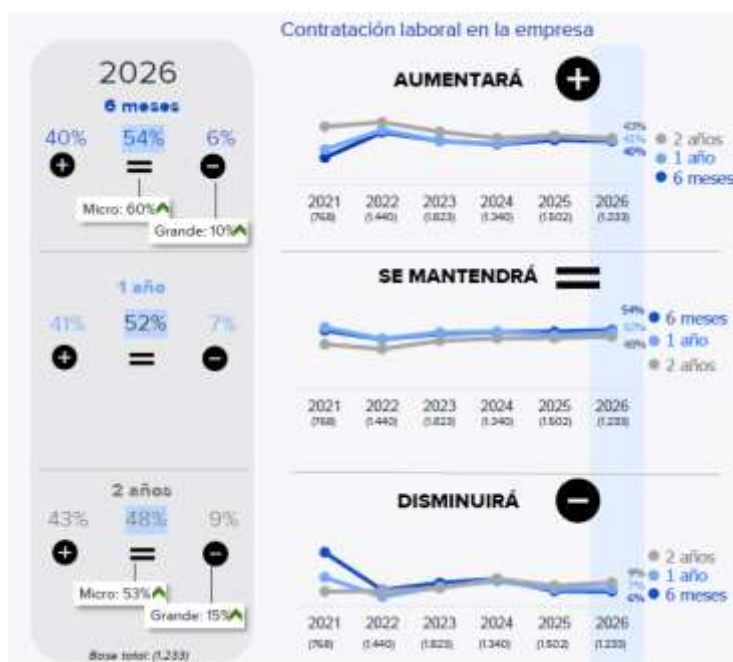 Contratación laboral en la empresa
2026
6 meses
40% 54% 6%
Micro: 60%
Grande: 10%
1 año
41% 52% 7%
2 años
43% 48% 9%
Micro: 53%
Grande: 15%
Base total: (1.233)
AUMENTARÁ
43%
41%
40%
2 años
1 año
6 meses
2021 2022 2023 2024 2025 2026
(768) (1.440) (1.823) (1.340) (1.502) (1.233)
SE MANTENDRÁ
54%
52%
48%
6 meses
1 año
2 años
2021 2022 2023 2024 2025 2026
(768) (1.440) (1.823) (1.340) (1.502) (1.233)
DISMINUIRÁ
9%
7%
6%
2 años
1 año
6 meses
2021 2022 2023 2024 2025 2026
(768) (1.440) (1.823) (1.340) (1.502) (1.233)